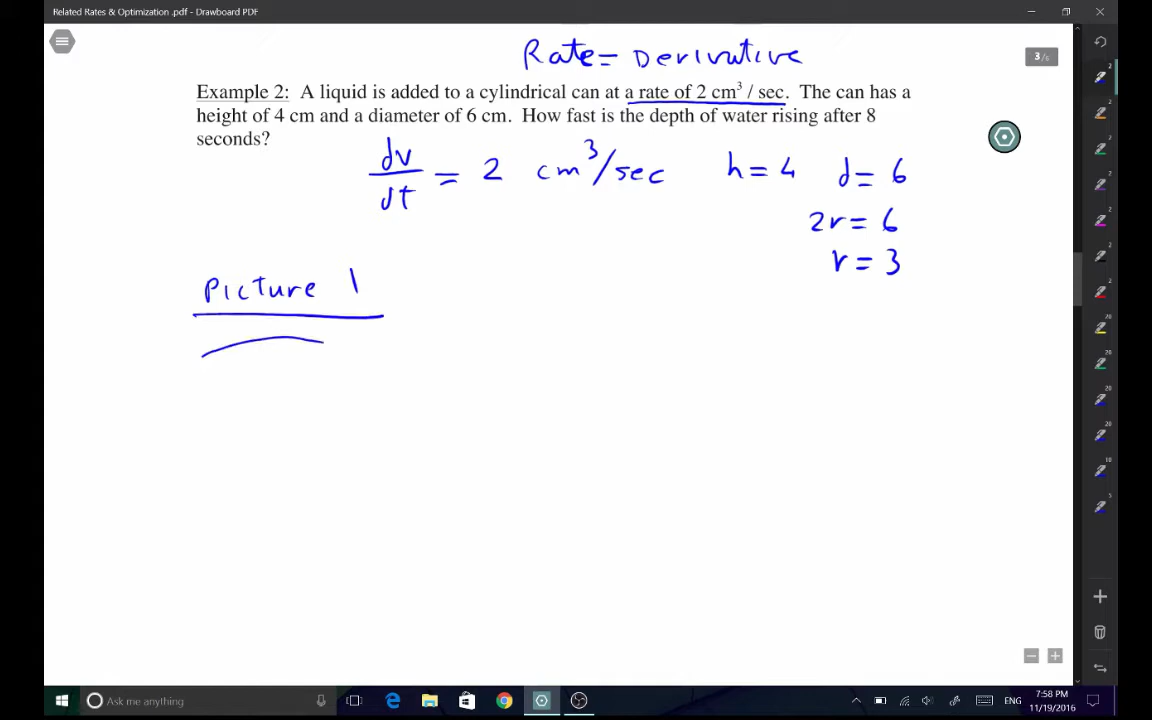 Related Rates & Optimization .pdf - Drawboard PDF
Rate = Derivative
3/6
Example 2: A liquid is added to a cylindrical can at a rate of 2 cm³ / sec. The can has a
height of 4 cm and a diameter of 6 cm. How fast is the depth of water rising after 8
seconds?
dv/dt = 2 cm³/sec h = 4 d = 6
2r = 6
r = 3
Picture 1
Ask me anything
ENG
7:58 PM
11/19/2016